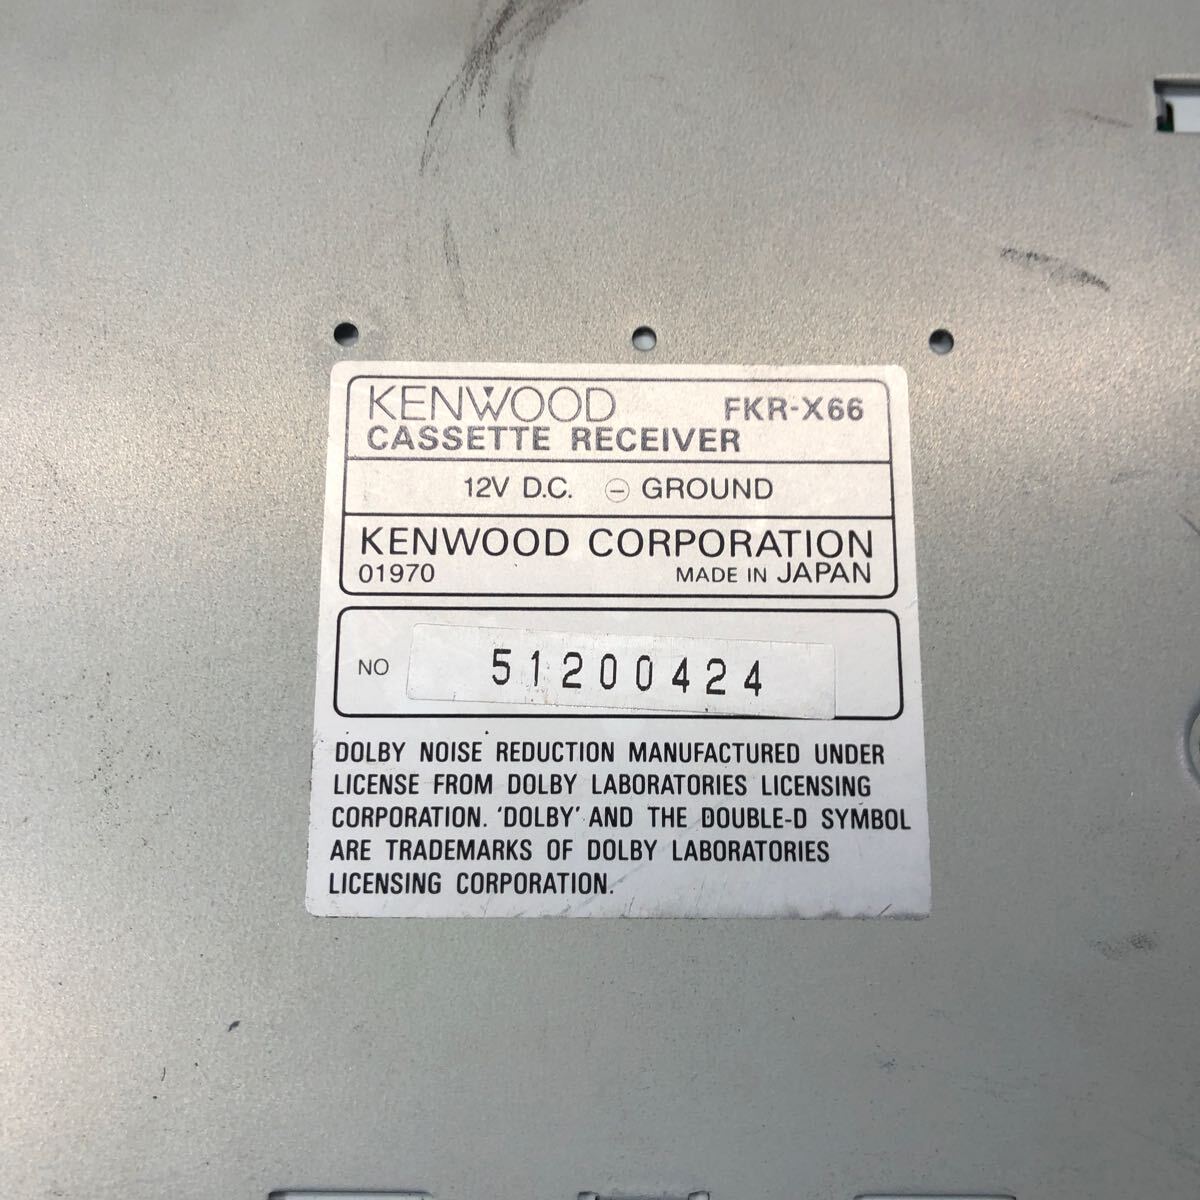 KENWOOD FKR-X66
CASSETTE RECEIVER
12V D.C. ⊖ GROUND
KENWOOD CORPORATION
01970 MADE IN JAPAN
NO 51200424
DOLBY NOISE REDUCTION MANUFACTURED UNDER
LICENSE FROM DOLBY LABORATORIES LICENSING
CORPORATION. 'DOLBY' AND THE DOUBLE-D SYMBOL
ARE TRADEMARKS OF DOLBY LABORATORIES
LICENSING CORPORATION.